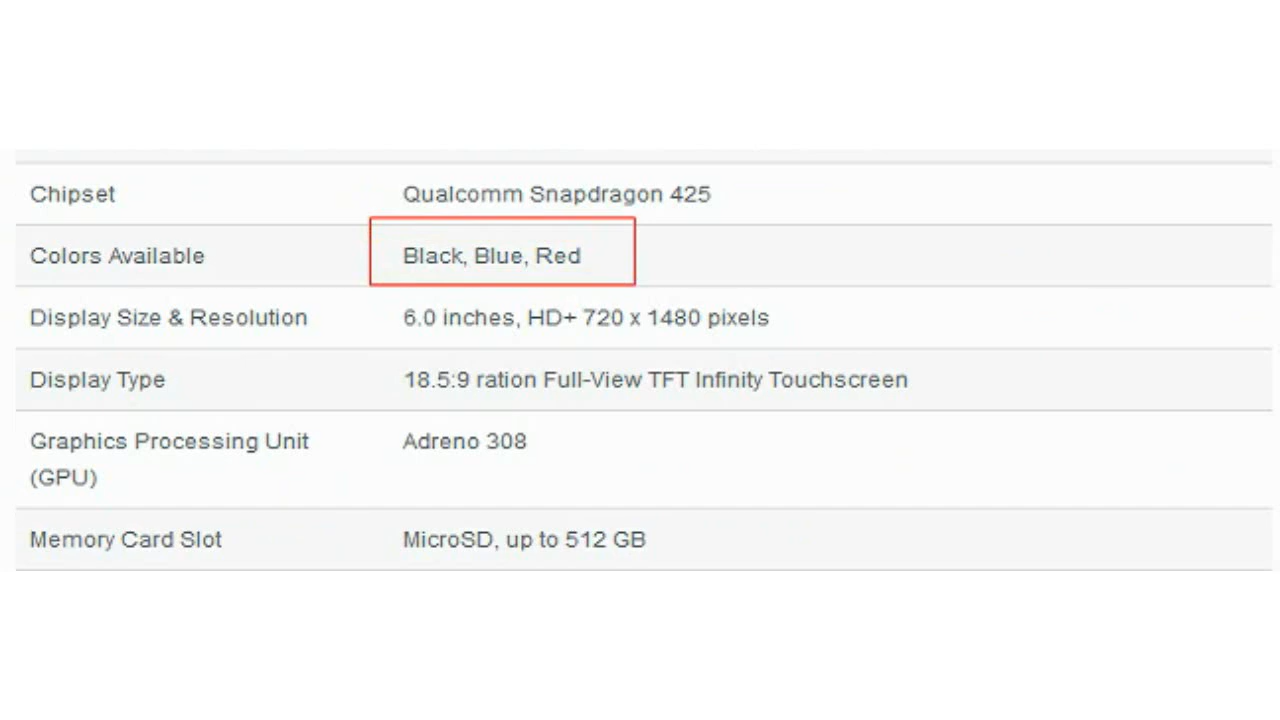 Chipset Qualcomm Snapdragon 425
Colors Available Black, Blue, Red
Display Size & Resolution 6.0 inches, HD+ 720 x 1480 pixels
Display Type 18.5:9 ration Full-View TFT Infinity Touchscreen
Graphics Processing Unit Adreno 308
(GPU)
Memory Card Slot MicroSD, up to 512 GB